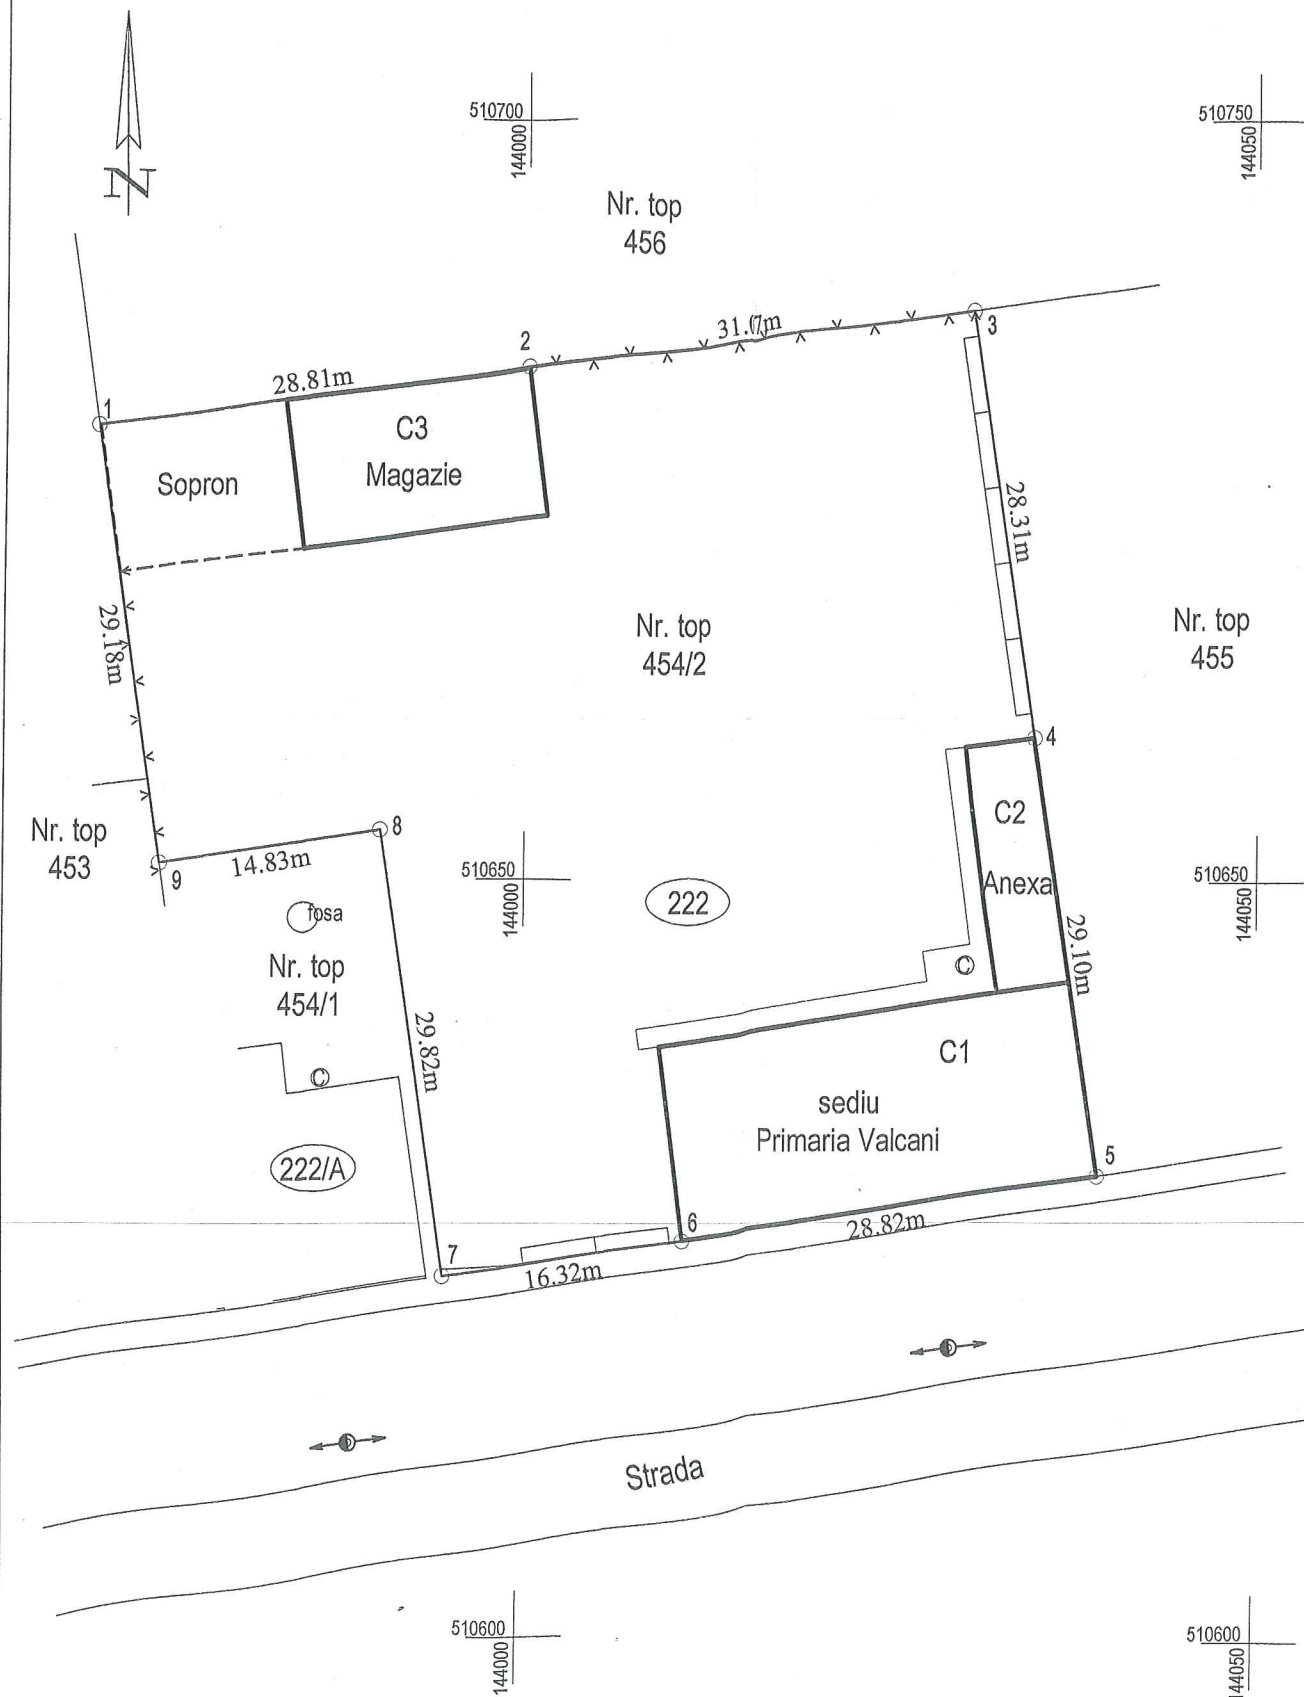 N
510700
144000
510750
144050
Nr. top
456
3
2
1
28.81m
C3
Magazie
Sopron
28.31m
29.18m
Nr. top
454/2
Nr. top
455
4
C2
Anexa
Nr. top
453
8
14.83m
9
510650
144000
510650
144050
222
fosa
C
29.10m
Nr. top
454/1
29.82m
C1
C
sediu
Primaria Valcani
222/A
5
6
28.82m
7
16.32m
Strada
510600
144000
510600
144050